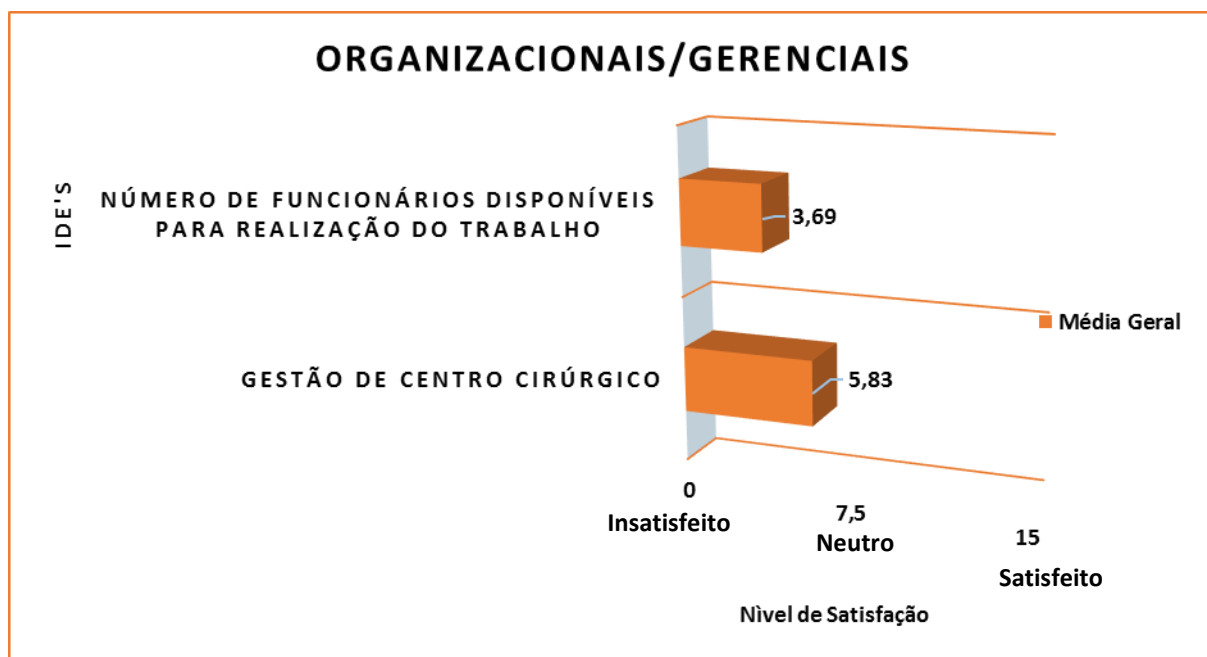 ORGANIZACIONAIS/GERENCIAIS
IDE'S
NÚMERO DE FUNCIONÁRIOS DISPONÍVEIS
PARA REALIZAÇÃO DO TRABALHO
3,69
GESTÃO DE CENTRO CIRÚRGICO
5,83
Média Geral
0
Insatisfeito
7,5
Neutro
15
Satisfeito
Nìvel de Satisfação